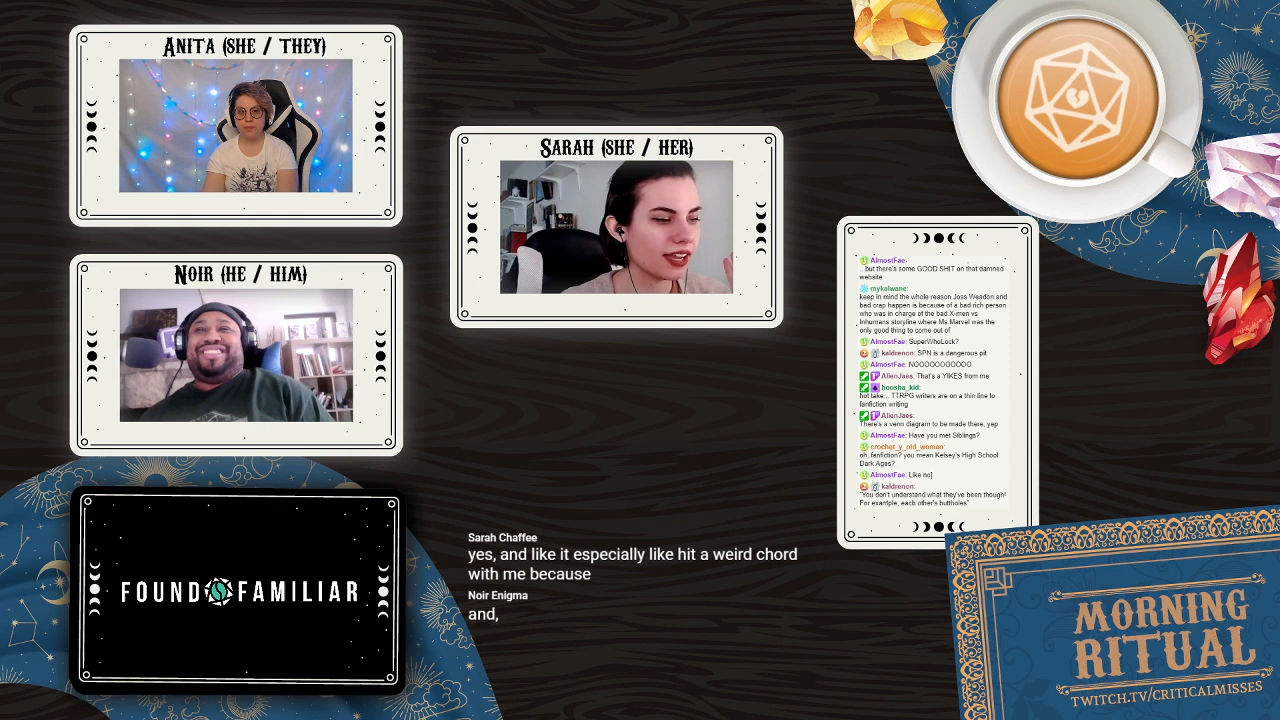 ANITA (SHE / THEY)
SARAH (SHE / HER)
NOIR (HE / HIM)
AlmostFae:
...but there's some GOOD SHIT on that damned
website
mykalwane:
keep in mind the whole reason Joss Weadon and
bad crap happen is because of a bad rich person
who was in charge of the bad X-men vs
Inhumans storyline where Ms.Marvel was the
only good thing to come out of
AlmostFae: SuperWhoLock?
kaldrenon: SPN is a dangerous pit
AlmostFae: NOOOOOOOOOOO
AlienJaes: That's a YIKES from me
hoosha_kid:
hot take....TTRPG writers are on a thin line to
fanfiction writing
AlienJaes:
There's a venn diagram to be made there, yep
AlmostFae: Have you met Siblings?
crochet_y_old_woman:
oh, fanfiction? you mean Kelsey's High School
Dark Ages?
AlmostFae: Like no]
kaldrenon:
"You don't understand what they've been though!
For example, each other's buttholes"
FOUND FAMILIAR
Sarah Chaffee
yes, and like it especially like hit a weird chord
with me because
Noir Enigma
and,
MORNING
RITUAL
TWITCH.TV/CRITICALMISSES